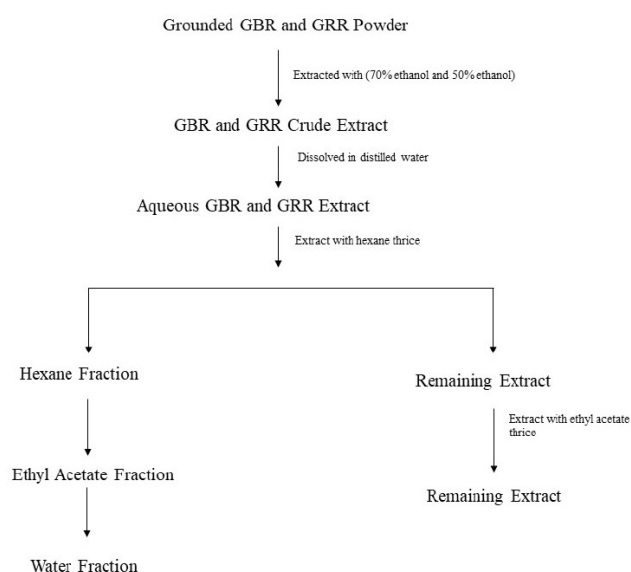 Grounded GBR and GRR Powder
Extracted with (70% ethanol and 50% ethanol)
GBR and GRR Crude Extract
Dissolved in distilled water
Aqueous GBR and GRR Extract
Extract with hexane thrice
Hexane Fraction
Remaining Extract
Extract with ethyl acetate
thrice
Ethyl Acetate Fraction
Remaining Extract
Water Fraction